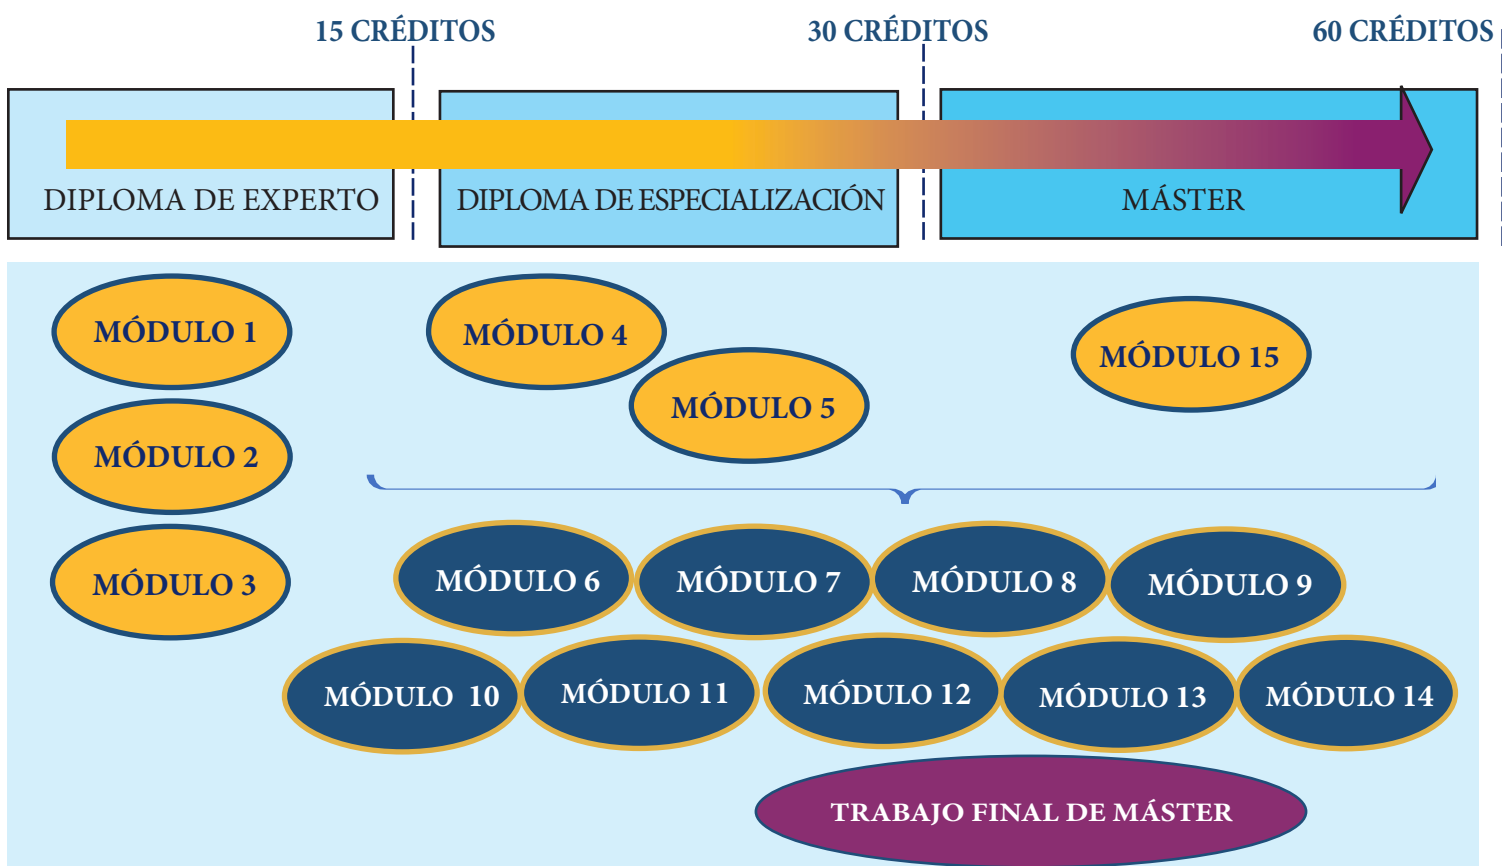 15 CRÉDITOS
30 CRÉDITOS
60 CRÉDITOS
DIPLOMA DE EXPERTO
DIPLOMA DE ESPECIALIZACIÓN
MÁSTER
MÓDULO 1
MÓDULO 4
MÓDULO 15
MÓDULO 5
MÓDULO 2
MÓDULO 3
MÓDULO 6
MÓDULO 7
MÓDULO 8
MÓDULO 9
MÓDULO 10
MÓDULO 11
MÓDULO 12
MÓDULO 13
MÓDULO 14
TRABAJO FINAL DE MÁSTER